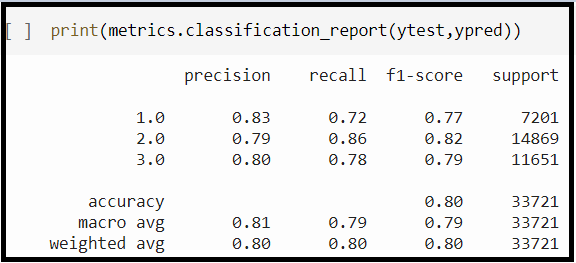 [ ] print(metrics.classification_report(ytest,ypred))
precision recall f1-score support
1.0 0.83 0.72 0.77 7201
2.0 0.79 0.86 0.82 14869
3.0 0.80 0.78 0.79 11651
accuracy 0.80 33721
macro avg 0.81 0.79 0.79 33721
weighted avg 0.80 0.80 0.80 33721